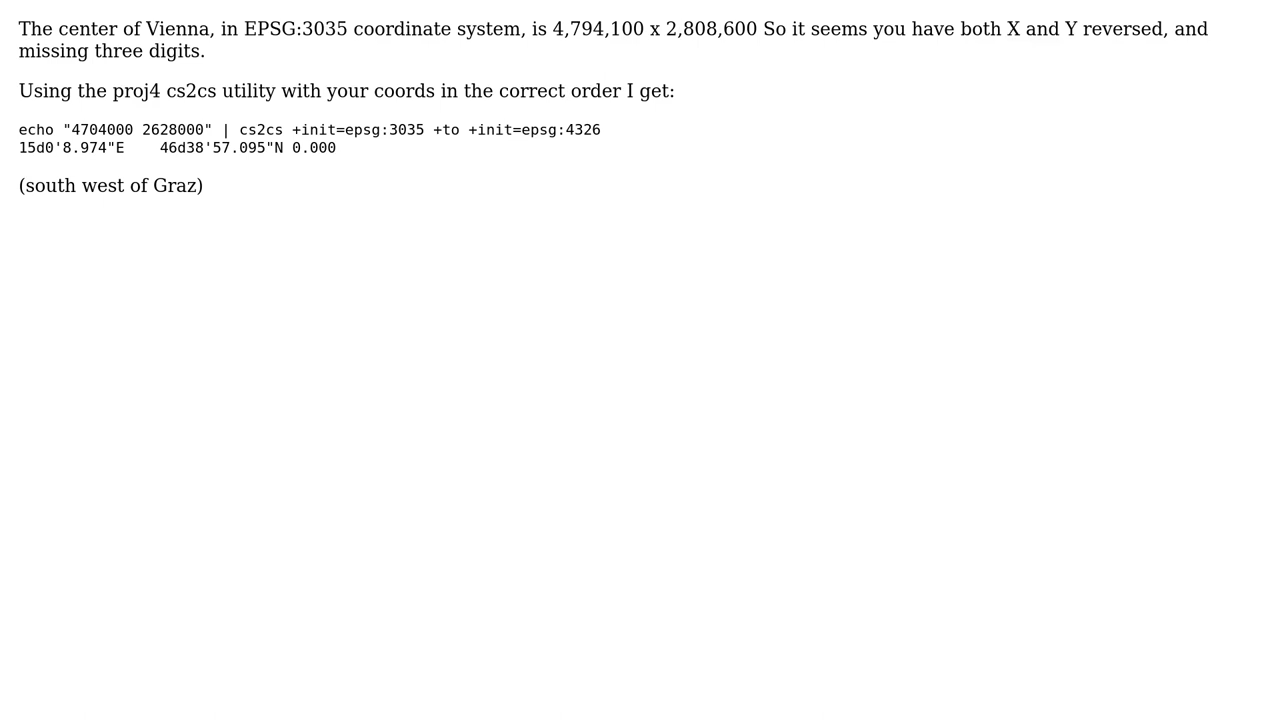 The center of Vienna, in EPSG:3035 coordinate system, is 4,794,100 x 2,808,600 So it seems you have both X and Y reversed, and
missing three digits.
Using the proj4 cs2cs utility with your coords in the correct order I get:
echo "4704000 2628000" | cs2cs +init=epsg:3035 +to +init=epsg:4326
15d0'8.974"E    46d38'57.095"N 0.000
(south west of Graz)